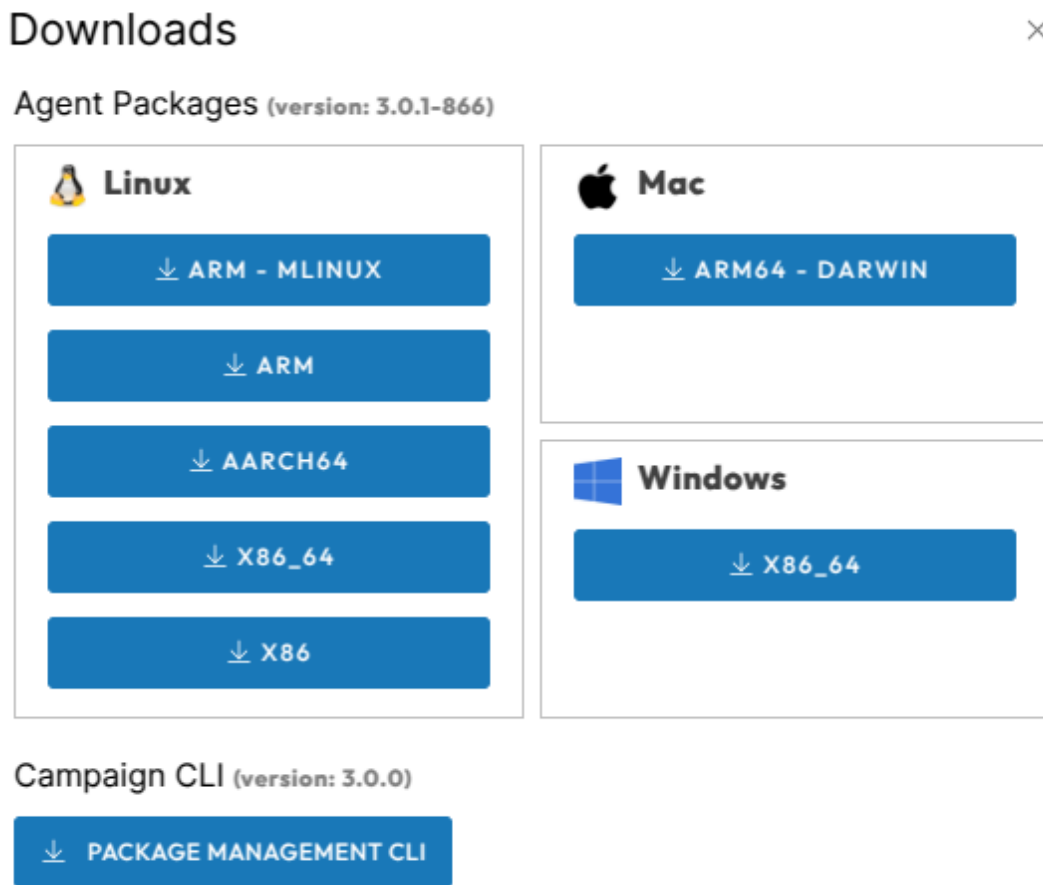 Downloads
Agent Packages (version: 3.0.1-866)
Linux
ARM - MLINUX
ARM
AARCH64
X86_64
X86
Mac
ARM64 - DARWIN
Windows
X86_64
Campaign CLI (version: 3.0.0)
PACKAGE MANAGEMENT CLI